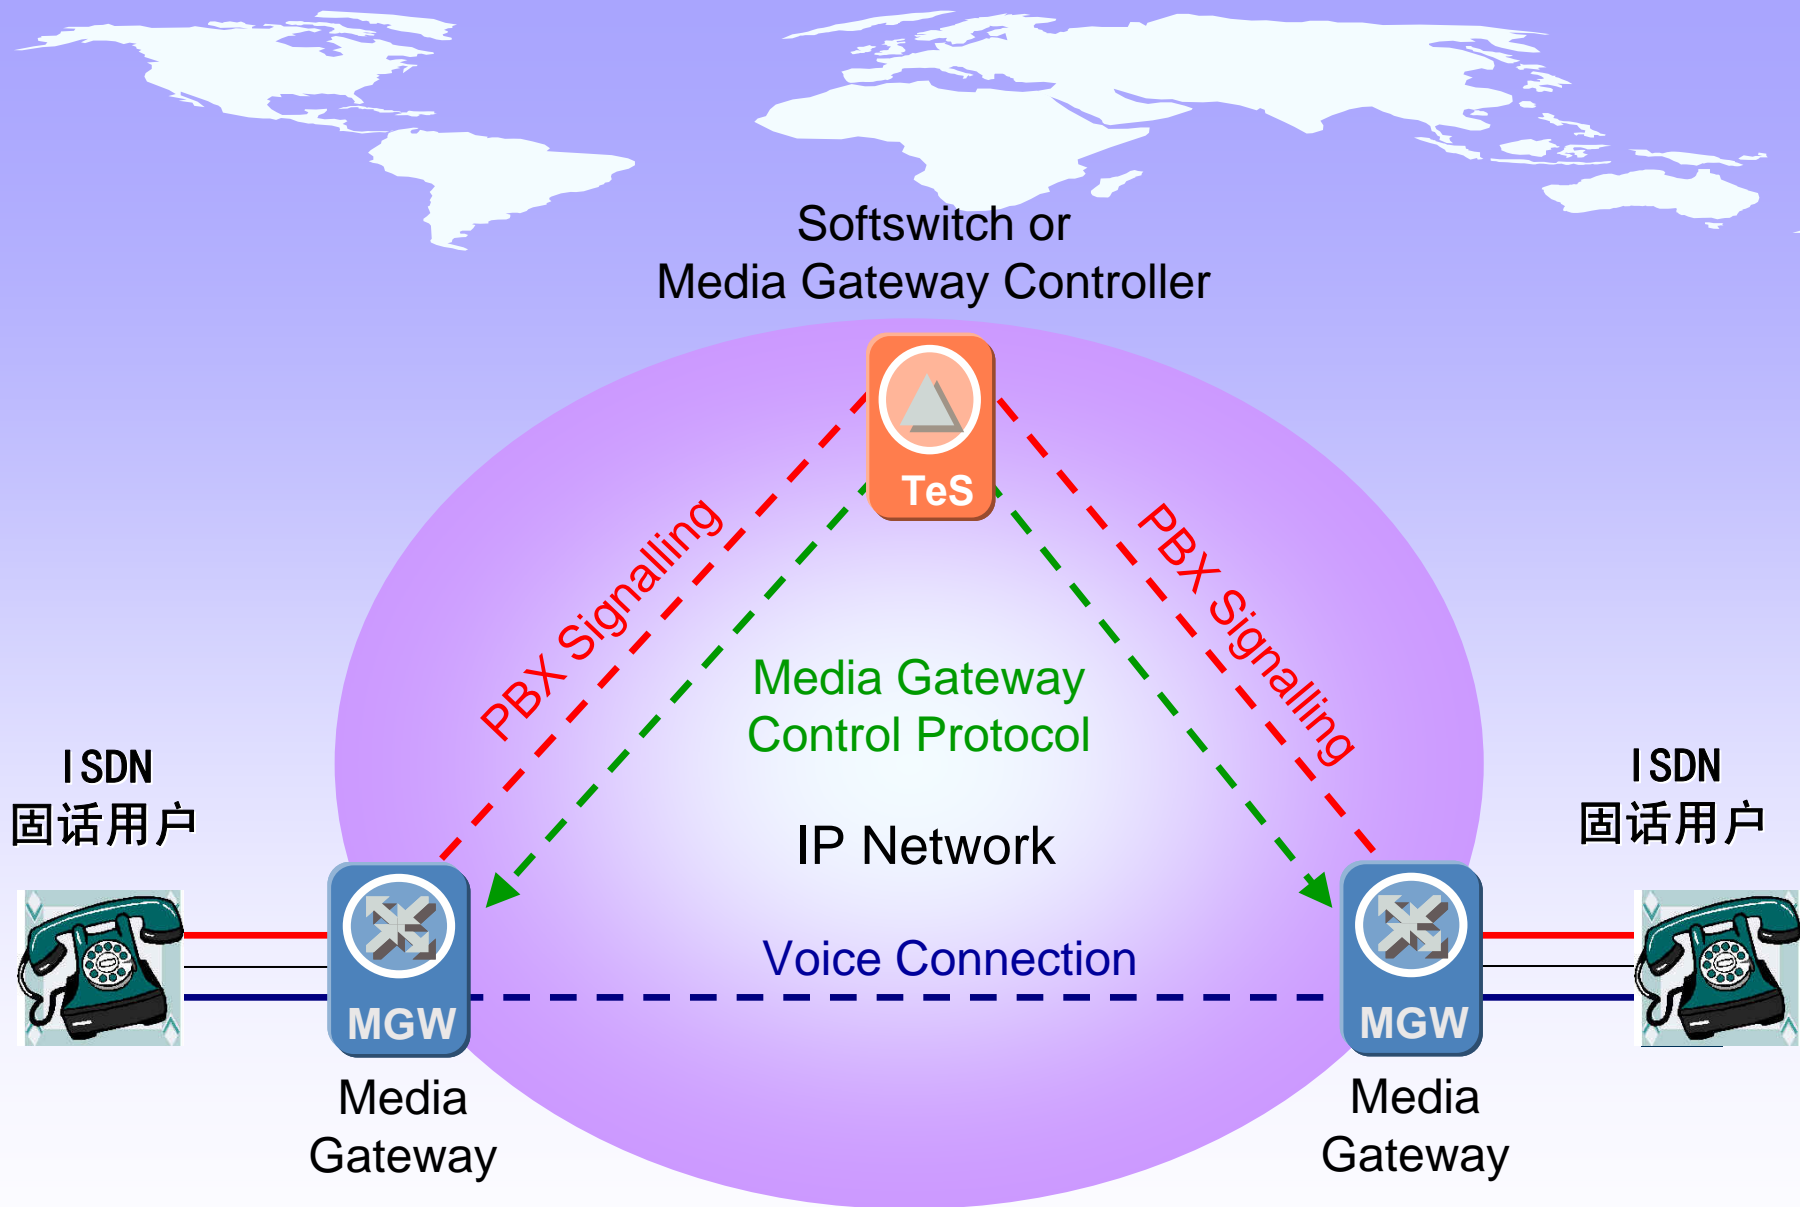 Softswitch or
Media Gateway Controller
TeS
PBX Signalling
PBX Signalling
Media Gateway
Control Protocol
ISDN
固话用户
ISDN
固话用户
IP Network
Voice Connection
MGW
MGW
Media
Gateway
Media
Gateway